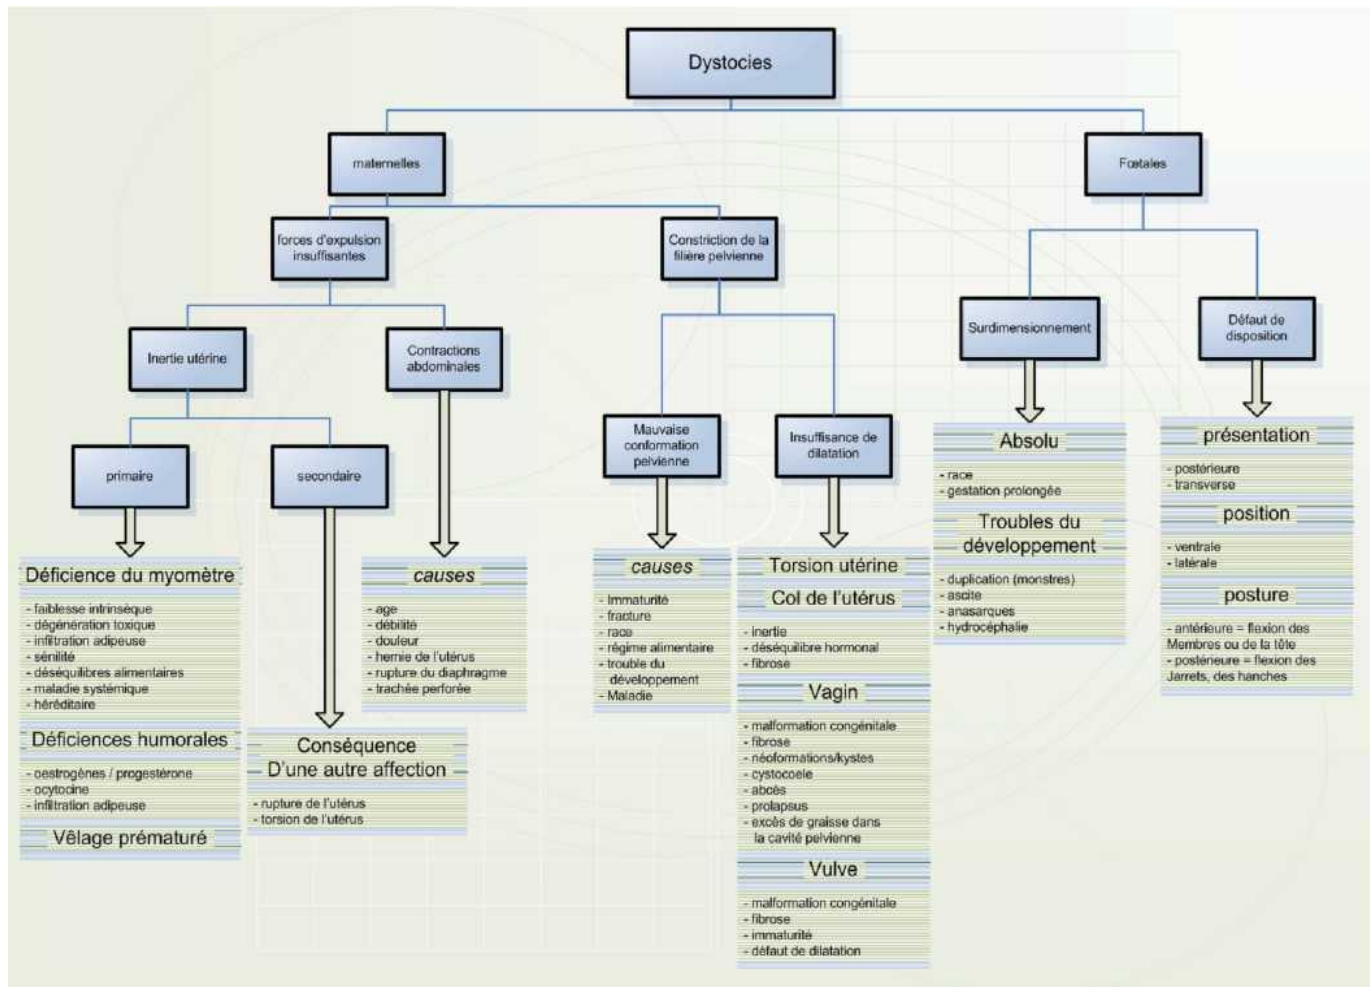 Dystocies
maternelles
Fœtales
forces d'expulsion
insuffisantes
Constriction de la
filière pelvienne
Surdimensionnement
Défaut de
disposition
Inertie utérine
Contractions
abdominales
Mauvaise
conformation
pelvienne
Insuffisance de
dilatation
primaire
secondaire
Déficience du myomètre
- faiblesse intrinsèque
- dégénération toxique
- infiltration adipeuse
- sénilité
- déséquilibres alimentaires
- maladie systémique
- héréditaire
Déficiences humorales
- oestrogènes / progestérone
- ocytocine
- infiltration adipeuse
Vêlage prématuré
Conséquence
D'une autre affection
- rupture de l'utérus
- torsion de l'utérus
causes
- age
- débilité
- douleur
- hernie de l'utérus
- rupture du diaphragme
- trachée perforée
causes
- Immaturité
- fracture
- race
- régime alimentaire
- trouble du
développement
- Maladie
Torsion utérine
Col de l'utérus
- inertie
- déséquilibre hormonal
- fibrose
Vagin
- malformation congénitale
- fibrose
- néoformations/kystes
- cystocoele
- abcès
- prolapsus
- excès de graisse dans
la cavité pelvienne
Vulve
- malformation congénitale
- fibrose
- immaturité
- défaut de dilatation
Absolu
- race
- gestation prolongée
Troubles du
développement
- duplication (monstres)
- ascite
- anasarques
- hydrocéphalie
présentation
- postérieure
- transverse
position
- ventrale
- latérale
posture
- antérieure = flexion des
Membres ou de la tête
- postérieure = flexion des
Jarrets, des hanches